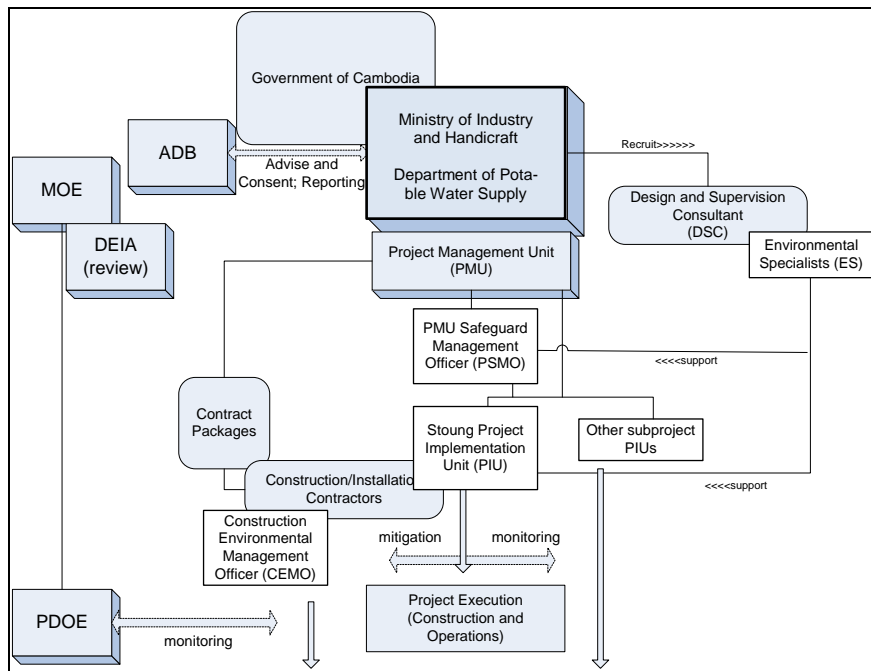 Government of Cambodia
Ministry of Industry
and Handicraft
Department of Pota-
ble Water Supply
ADB
Advise and
Consent; Reporting
Recruit>>>>>>
MOE
DEIA
(review)
Design and Supervision
Consultant
(DSC)
Environmental
Specialists (ES)
Project Management Unit
(PMU)
PMU Safeguard
Management
Officer (PSMO)
<<<<support
Contract
Packages
Stoung Project
Implementation
Unit (PIU)
Other subproject
PIUs
Construction/Installatio
Contractors
<<<<support
Construction
Environmental
Management
Officer (CEMO)
mitigation
monitoring
Project Execution
(Construction and
Operations)
PDOE
monitoring